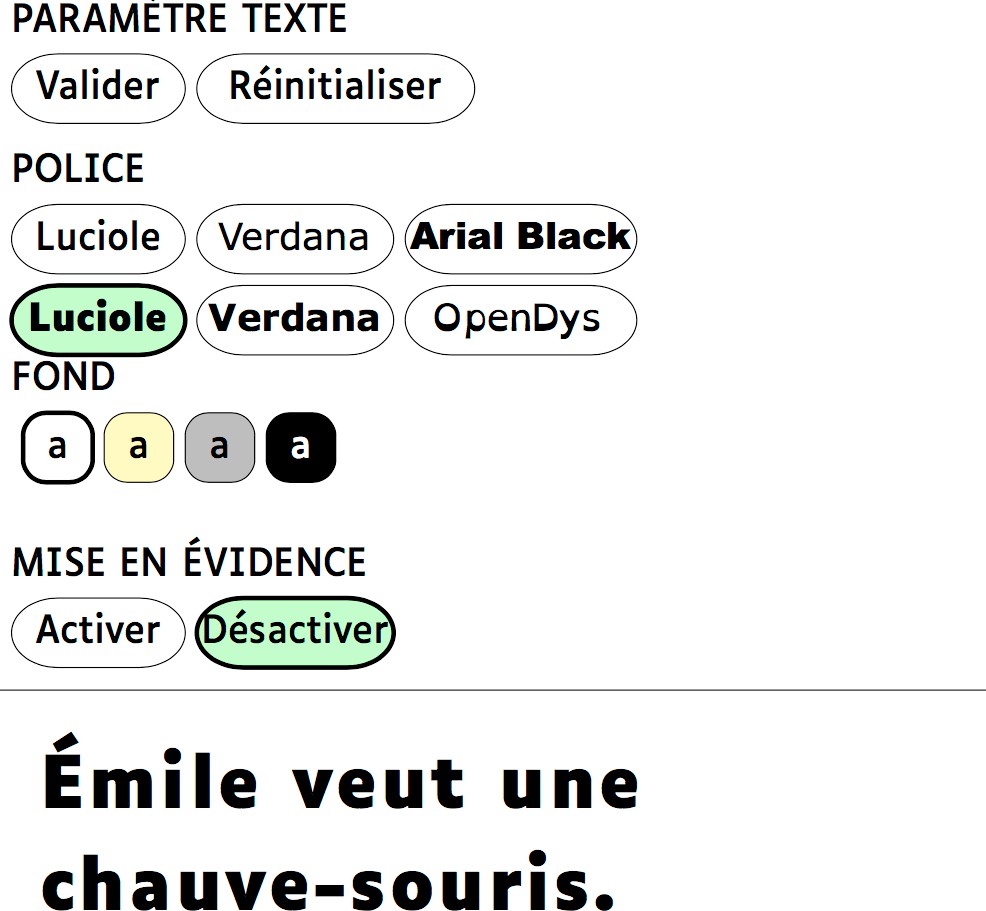 PARAMÈTRE TEXTE
Valider Réinitialiser
POLICE
Luciole Verdana Arial Black
Luciole Verdana OpenDys
FOND
a a a a
MISE EN ÉVIDENCE
Activer Désactiver
Émile veut une
chauve-souris.